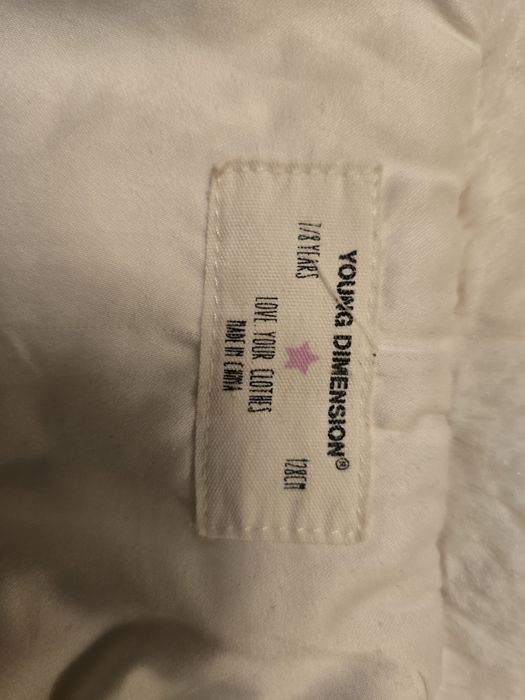 YOUNG DIMENSION®
7/8 YEARS 128CM
LOVE YOUR CLOTHES
MADE IN CHINA